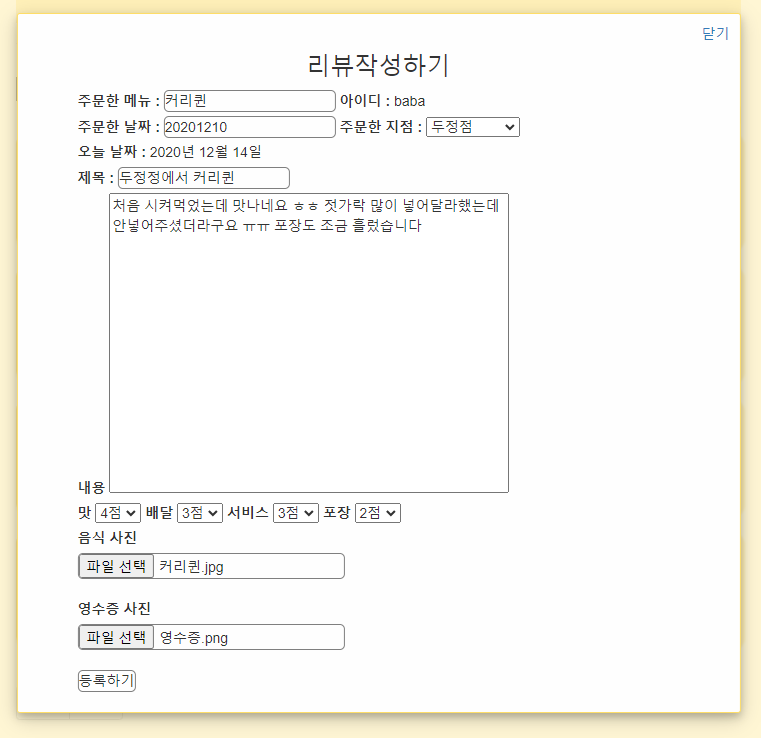 닫기
리뷰작성하기
주문한 메뉴 : 커리퀸 아이디 : baba
주문한 날짜 : 20201210 주문한 지점 : 두정점
오늘 날짜 : 2020년 12월 14일
제목 : 두정정에서 커리퀸
처음 시켜먹었는데 맛나네요 ㅎㅎ 젓가락 많이 넣어달라했는데
안넣어주셨더라구요 ㅠㅠ 포장도 조금 흘렀습니다
내용
맛 4점 배달 3점 서비스 3점 포장 2점
음식 사진
파일 선택 커리퀸.jpg
영수증 사진
파일 선택 영수증.png
등록하기